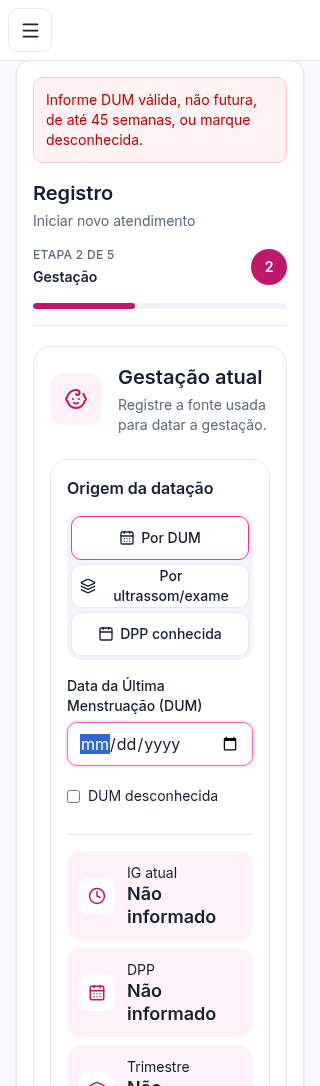 Informe DUM válida, não futura,
de até 45 semanas, ou marque
desconhecida.
Registro
Iniciar novo atendimento
ETAPA 2 DE 5
Gestação
2
Gestação atual
Registre a fonte usada
para datar a gestação.
Origem da datação
Por DUM
Por
ultrassom/exame
DPP conhecida
Data da Última
Menstruação (DUM)
mm/dd/yyyy
DUM desconhecida
IG atual
Não
informado
DPP
Não
informado
Trimestre
Não